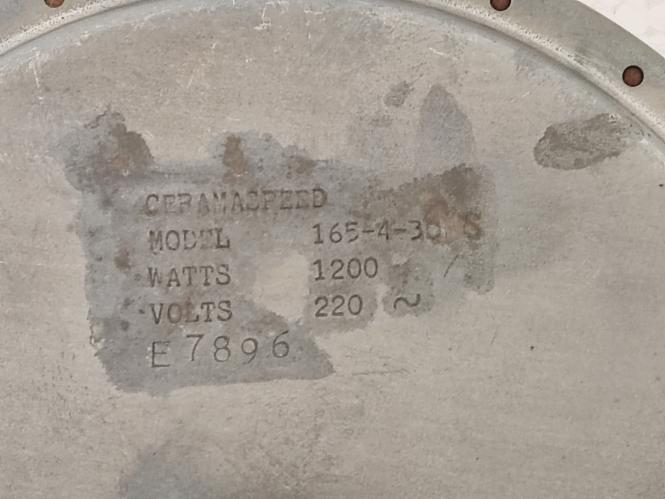 CERAMASPEED
MODEL 165-4-30 S
WATTS 1200
VOLTS 220 ~
E7896